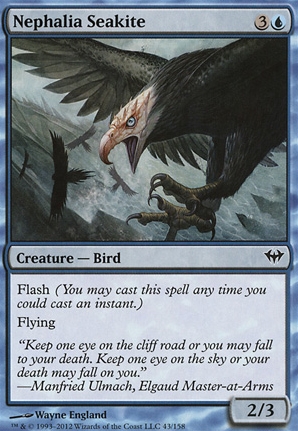 Nephalia Seakite 3
Creature — Bird
Flash (You may cast this spell any time you
could cast an instant.)
Flying
“Keep one eye on the cliff road or you may fall
to your death. Keep one eye on the sky or your
death may fall on you.”
—Manfried Ulmach, Elgaud Master-at-Arms
Wayne England
™ & © 1993–2012 Wizards of the Coast LLC 43/158
2/3